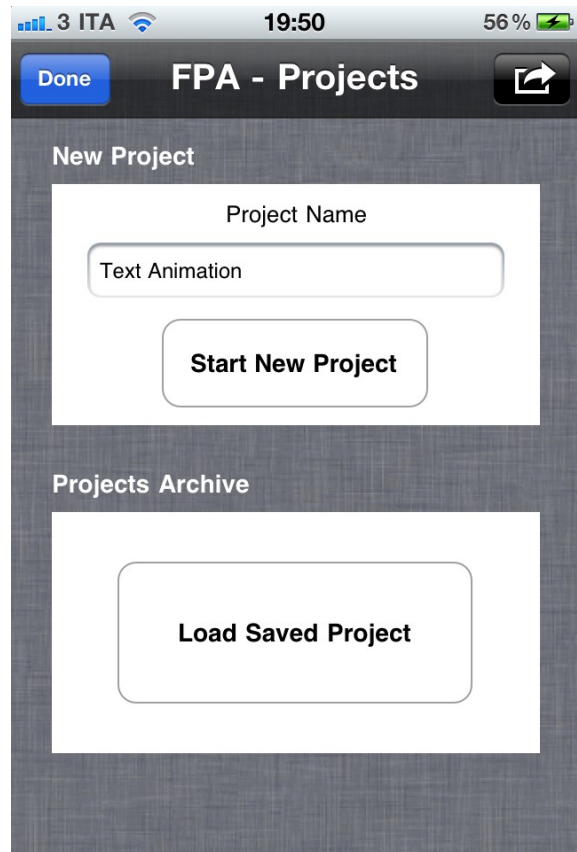 3 ITA 19:50 56%
Done FPA - Projects
New Project
Project Name
Text Animation
Start New Project
Projects Archive
Load Saved Project